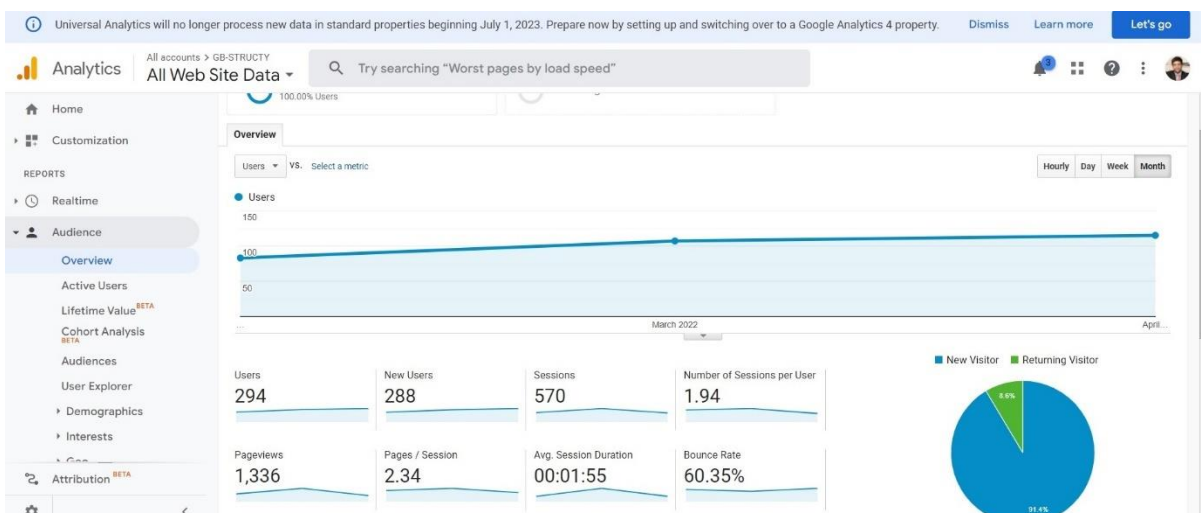 Universal Analytics will no longer process new data in standard properties beginning July 1, 2023. Prepare now by setting up and switching over to a Google Analytics 4 property. Dismiss Learn more Let's go
Analytics
All accounts > GB-STRUCTY
All Web Site Data
Try searching "Worst pages by load speed"
3
Home
Customization
REPORTS
Realtime
Audience
Overview
Active Users
Lifetime Value BETA
Cohort Analysis
BETA
Audiences
User Explorer
Demographics
Interests
Attribution BETA
100.00% Users
Overview
Users VS. Select a metric
Hourly Day Week Month
Users
150
100
50
... March 2022 April...
New Visitor Returning Visitor
Users New Users Sessions Number of Sessions per User
294 288 570 1.94
Pageviews Pages / Session Avg. Session Duration Bounce Rate
1,336 2.34 00:01:55 60.35%
8.6%
91.4%